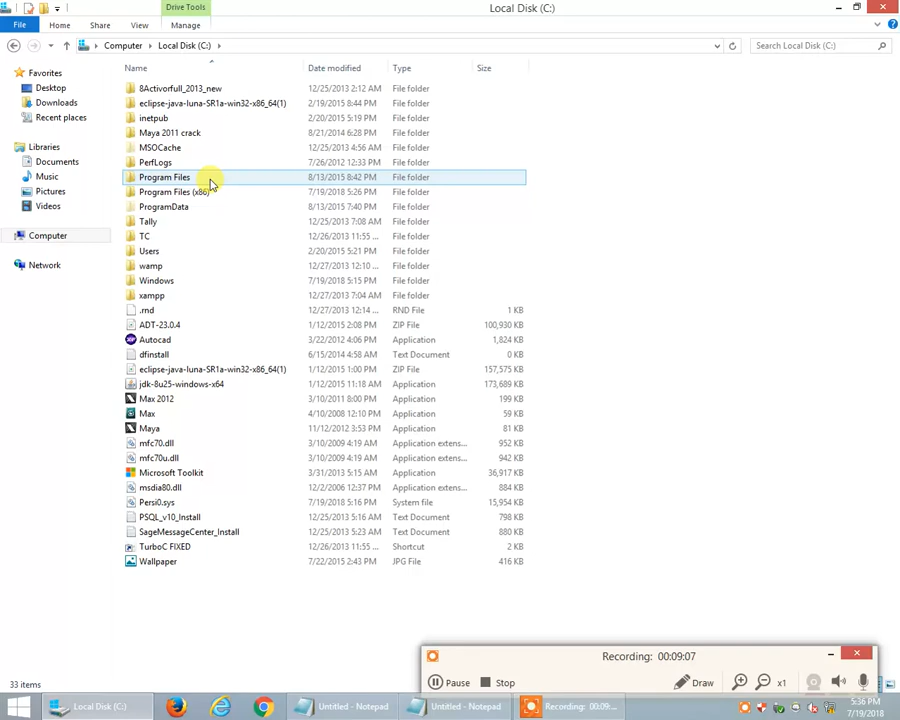 Drive Tools
Local Disk (C:)
File Home Share View Manage
Computer Local Disk (C:)
Search Local Disk (C:)
Name Date modified Type Size
Favorites
Desktop
Downloads
Recent places
Libraries
Documents
Music
Pictures
Videos
Computer
Network
8Activorfull_2013_new 12/25/2013 2:12 AM File folder
eclipse-java-luna-SR1a-win32-x86_64(1) 2/19/2015 8:44 PM File folder
inetpub 2/20/2015 5:19 PM File folder
Maya 2011 crack 8/21/2014 6:28 PM File folder
MSOCache 12/25/2013 4:56 AM File folder
PerfLogs 7/26/2012 12:33 PM File folder
Program Files 8/13/2015 8:42 PM File folder
Program Files (x86) 7/19/2018 5:26 PM File folder
ProgramData 8/13/2015 7:40 PM File folder
Tally 12/25/2013 7:08 AM File folder
TC 12/26/2013 11:55 ... File folder
Users 2/20/2015 5:21 PM File folder
wamp 12/27/2013 12:10 ... File folder
Windows 7/19/2018 5:15 PM File folder
xampp 12/27/2013 7:04 AM File folder
.rnd 12/27/2013 12:14 ... RND File 1 KB
ADT-23.0.4 1/12/2015 2:08 PM ZIP File 100,930 KB
Autocad 3/22/2012 4:06 PM Application 1,824 KB
dfinstall 6/15/2014 4:58 AM Text Document 0 KB
eclipse-java-luna-SR1a-win32-x86_64(1) 1/12/2015 1:00 PM ZIP File 157,575 KB
jdk-8u25-windows-x64 1/12/2015 11:18 AM Application 173,689 KB
Max 2012 3/10/2011 8:00 PM Application 199 KB
Max 4/10/2008 12:10 PM Application 59 KB
Maya 11/12/2012 3:53 PM Application 81 KB
mfc70.dll 3/10/2009 4:19 AM Application extens... 952 KB
mfc70u.dll 3/10/2009 4:19 AM Application extens... 942 KB
Microsoft Toolkit 3/31/2013 5:15 AM Application 36,917 KB
msdia80.dll 12/2/2006 12:37 PM Application extens... 884 KB
Persi0.sys 7/19/2018 5:16 PM System file 15,954 KB
PSQL_v10_Install 12/25/2013 5:16 AM Text Document 798 KB
SageMessageCenter_Install 12/25/2013 5:23 AM Text Document 880 KB
TurboC FIXED 12/26/2013 11:55 ... Shortcut 2 KB
Wallpaper 7/22/2015 2:43 PM JPG File 416 KB
Recording: 00:09:07
Pause Stop Draw x1
33 items
Local Disk (C:) Untitled - Notepad Untitled - Notepad Recording: 00:09:...
5:36 PM
7/19/2018